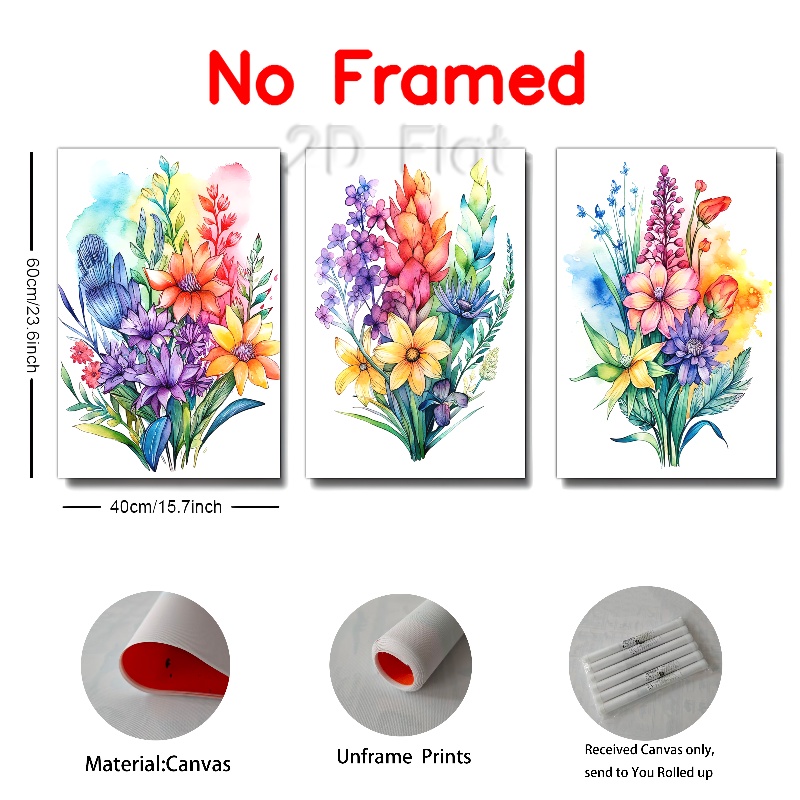 No Framed
2D Flat
60cm/23.6inch
40cm/15.7inch
Material:Canvas
Unframe Prints
Received Canvas only,
send to You Rolled up